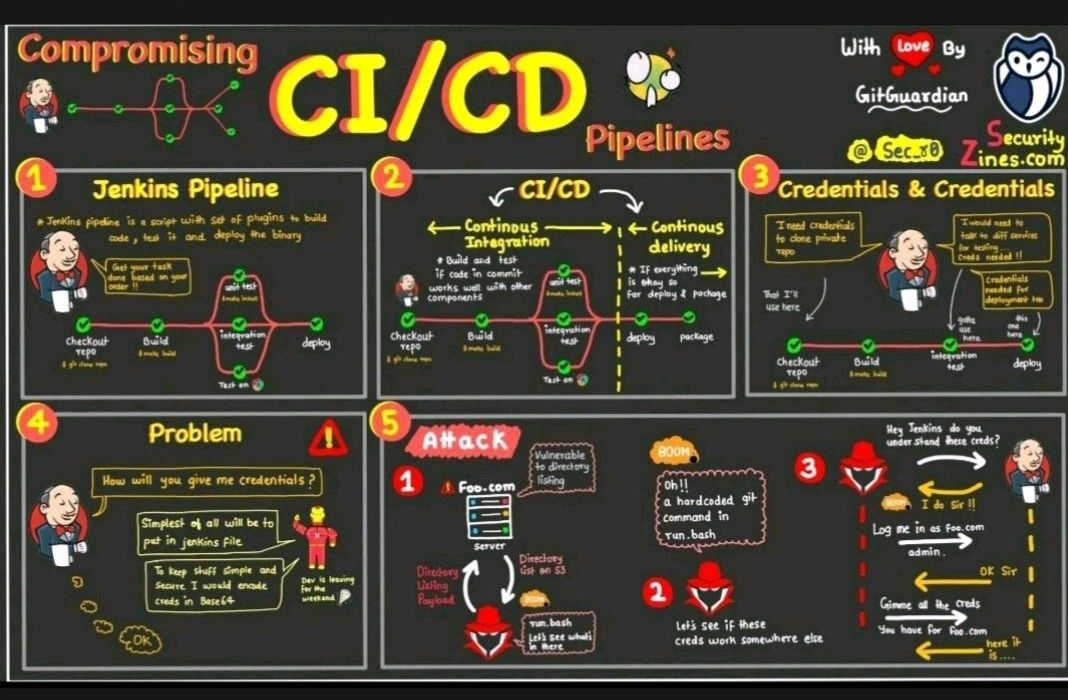 Compromising
CI/CD
Pipelines
With Love By
GitGuardian
@ Sec_r0
Security
Zines.com
1
Jenkins Pipeline
* Jenkins pipeline is a script with set of plugins to build
code, test it and deploy the binary
Get your task
done based on your
order !!
unit test
Checkout
repo
$ git clone repo
Build
$ make build
integration
test
Test on
deploy
2
CI/CD
Continous
Integration
* Build and test
if code in commit
works well with other
components
Continous
delivery
* If everything
is okay so
far deploy & package
unit test
Checkout
repo
$ git clone repo
Build
$ make build
integration
test
Test on
deploy
package
3
Credentials & Credentials
I need credentials
to clone private
repo
I would need to
talk to diff services
for testing...
Creds needed !!
Credentials
needed for
deployment too
That I'll
use here
gotta
use
here
this
one
here
Checkout
repo
$ git clone repo
Build
$ make build
integration
test
deploy
4
Problem
How will you give me credentials?
Simplest of all will be to
put in jenkins file
To keep stuff simple and
secure I would encode
creds in Base64
Dev is leaving
for the
weekend
OK
5
Attack
1
Foo.com
Vulnerable
to directory
listing
server
Directory
Listing
Payload
Directory
list on S3
BOOM
run.bash
Let's see what's
in there
BOOM
Oh!!
a hardcoded git
command in
run.bash
2
Let's see if these
creds work somewhere else
3
Hey Jenkins do you
understand these creds?
BOOM
I do Sir !!
Log me in as foo.com
admin.
OK Sir
Gimme all the creds
You have for foo.com
here it
is....